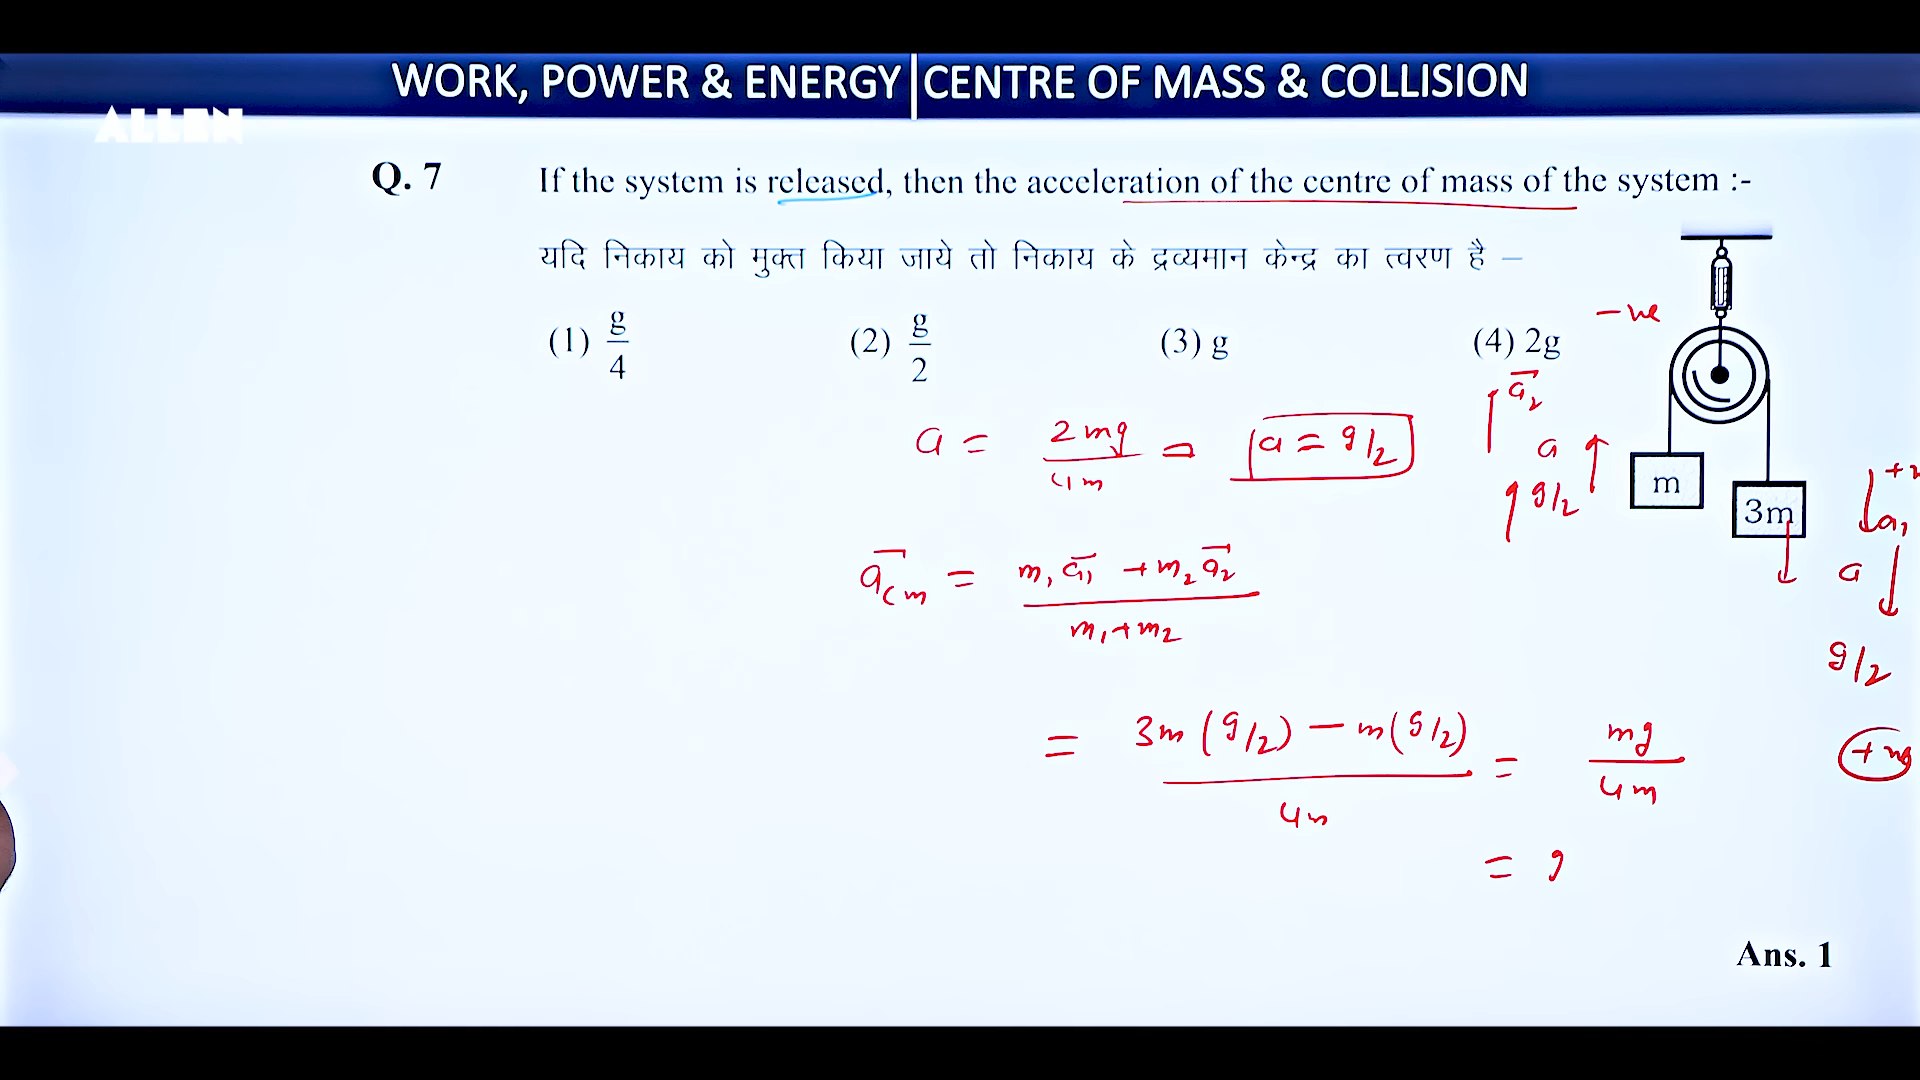 WORK, POWER & ENERGY | CENTRE OF MASS & COLLISION
ALLEN
Q. 7 If the system is released, then the acceleration of the centre of mass of the system :-
यदि निकाय को मुक्त किया जाये तो निकाय के द्रव्यमान केन्द्र का त्वरण है –
(1) g/4 (2) g/2 (3) g (4) 2g
-ve
a = 2mg/4m = a = g/2
a⃗₂
a
g/2
m
3m
a₁
a
g/2
a⃗cm = m₁a⃗₁ + m₂a⃗₂ / m₁+m₂
= 3m(g/2) - m(g/2) / 4m = mg/4m
= g
Ans. 1